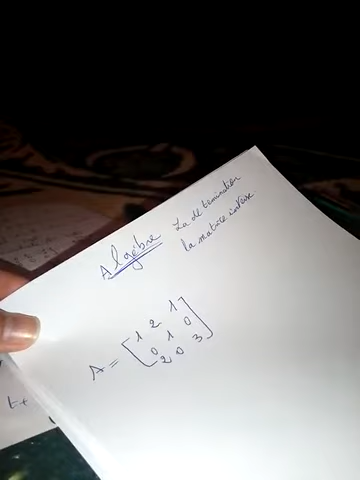 Algèbre
La détermination
la matrice inverse.
A = [ 1 2 1
0 1 0
2 0 3 ]
t +